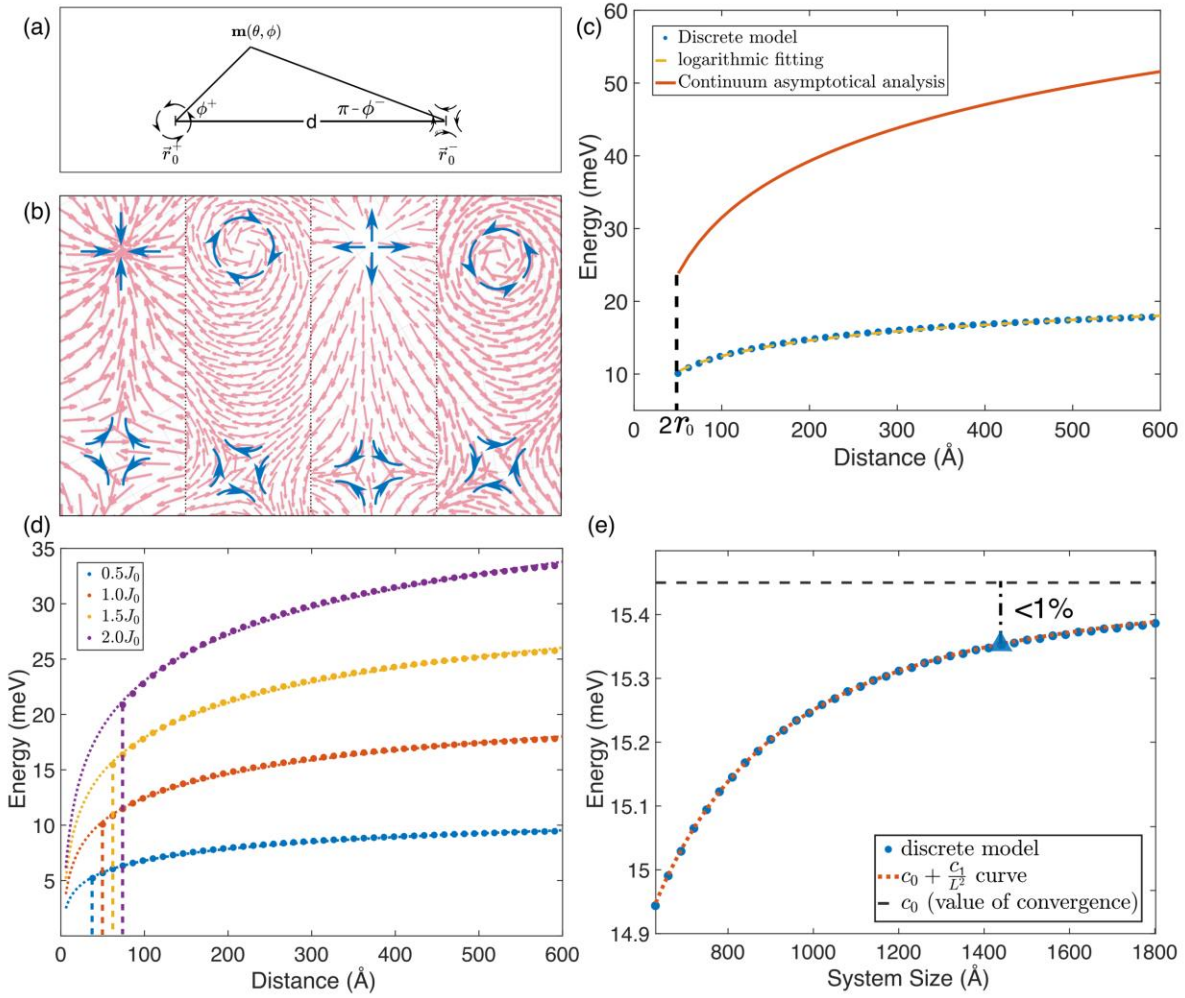 (a)
m(θ, ϕ)
ϕ⁺
π-ϕ⁻
d
r⃗₀⁺
r⃗₀⁻
(b)
(c)
Discrete model
logarithmic fitting
Continuum asymptotical analysis
60
50
40
30
20
10
Energy (meV)
0
2r₀
100
200
300
400
500
600
Distance (Å)
(d)
0.5J₀
1.0J₀
1.5J₀
2.0J₀
35
30
25
20
15
10
5
Energy (meV)
0
100
200
300
400
500
600
Distance (Å)
(e)
<1%
15.4
15.3
15.2
15.1
15
14.9
Energy (meV)
discrete model
c₀ + c₁/L² curve
c₀ (value of convergence)
800
1000
1200
1400
1600
1800
System Size (Å)